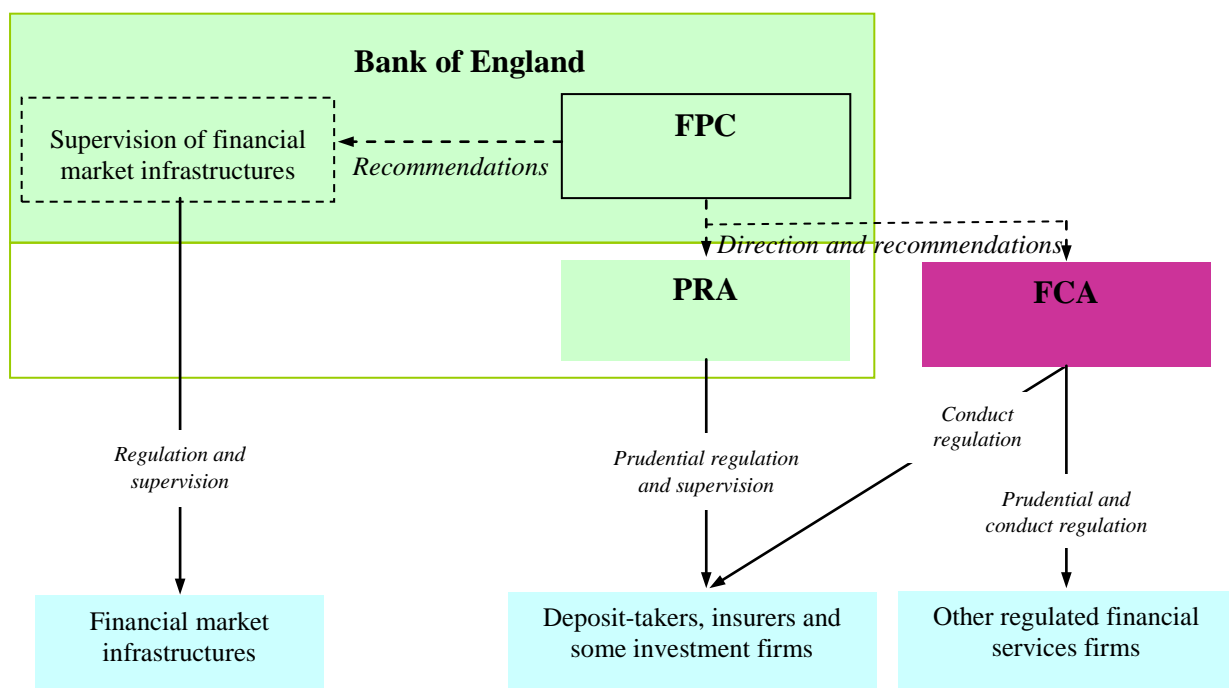 Bank of England
Supervision of financial
market infrastructures
FPC
Recommendations
Direction and recommendations
PRA
FCA
Conduct
regulation
Regulation and
supervision
Prudential regulation
and supervision
Prudential and
conduct regulation
Financial market
infrastructures
Deposit-takers, insurers and
some investment firms
Other regulated financial
services firms